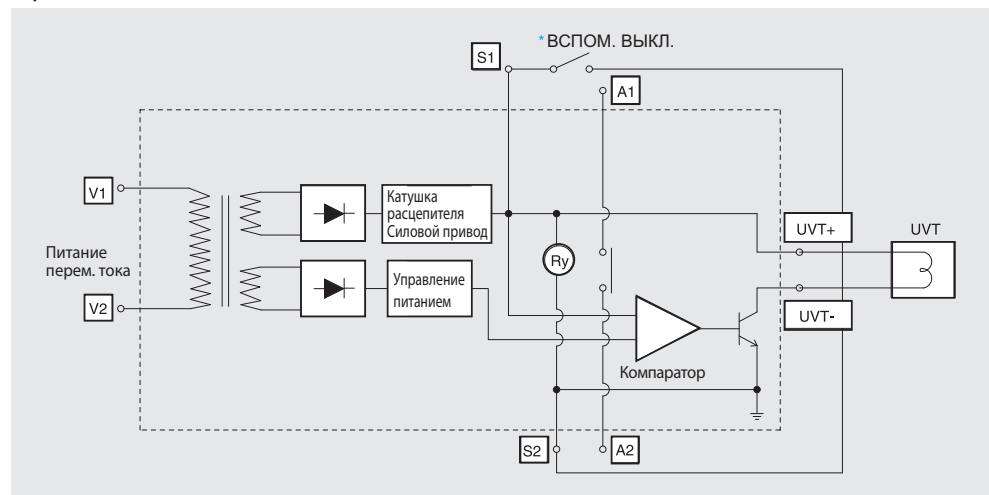 * ВСПОМ. ВЫКЛ.
S1
A1
V1
Катушка
расцепителя
Силовой привод
UVT+
UVT
Питание
перем. тока
Ry
Управление
питанием
V2
UVT-
Компаратор
S2
A2